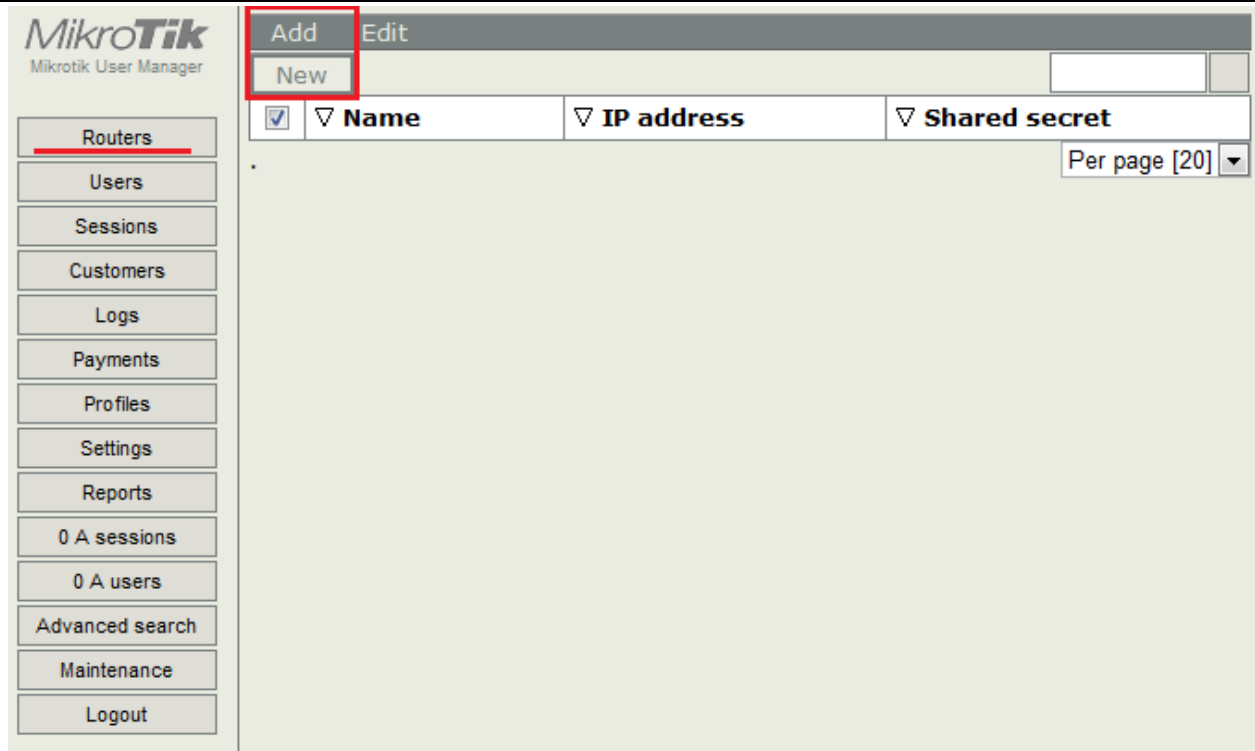 MikroTik
Mikrotik User Manager
Routers
Users
Sessions
Customers
Logs
Payments
Profiles
Settings
Reports
0 A sessions
0 A users
Advanced search
Maintenance
Logout
Add Edit
New
▽ Name ▽ IP address ▽ Shared secret
.
Per page [20]